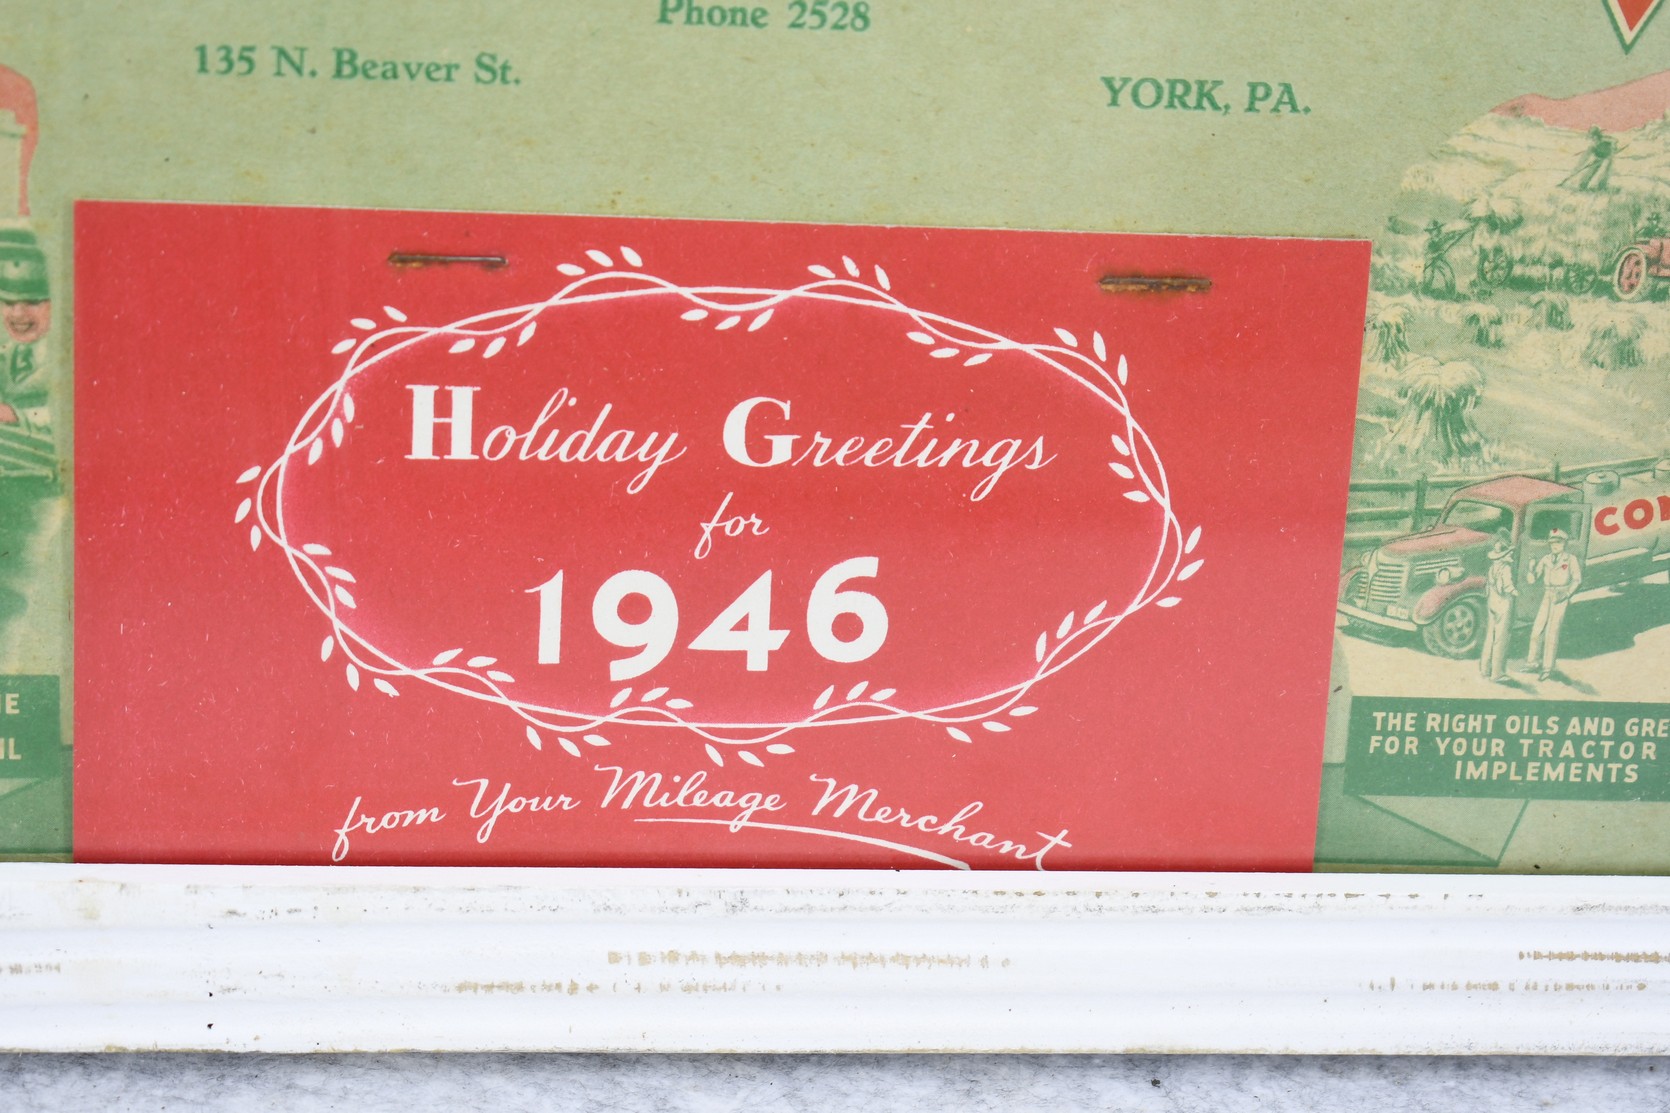 Phone 2528
135 N. Beaver St.
YORK, PA.
Holiday Greetings
for
1946
from Your Mileage Merchant
THE RIGHT OILS AND GRE
FOR YOUR TRACTOR
IMPLEMENTS